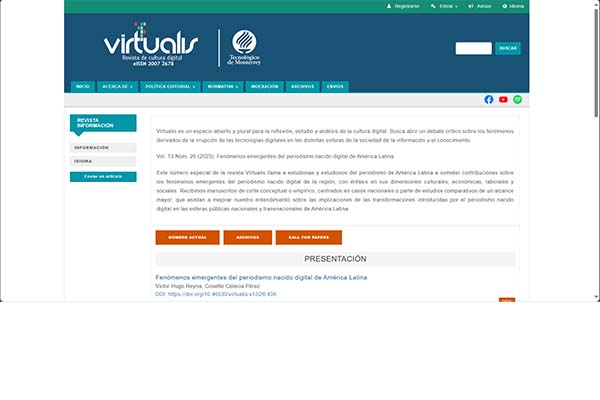 Registrarse Entrar Avisos Idioma
virtualis
Revista de cultura digital
eISSN 2007 2678
Tecnológico
de Monterrey
BUSCAR
INICIO ACERCA DE POLÍTICA EDITORIAL NORMATIVA INDEXACIÓN ARCHIVOS ENVIOS
REVISTA
INFORMACIÓN
INFORMACIÓN
IDIOMA
Enviar un artículo
Virtualis es un espacio abierto y plural para la reflexión, estudio y análisis de la cultura digital. Busca abrir un debate crítico sobre los fenómenos
derivados de la irrupción de las tecnologías digitales en las distintas esferas de la sociedad de la información y el conocimiento.
Vol. 13 Núm. 26 (2023): Fenómenos emergentes del periodismo nacido digital de América Latina
Este número especial de la revista Virtualis llama a estudiosas y estudiosos del periodismo de América Latina a someter contribuciones sobre
los fenómenos emergentes del periodismo nacido digital de la región, con énfasis en sus dimensiones culturales, económicas, laborales y
sociales. Recibimos manuscritos de corte conceptual o empírico, centrados en casos nacionales o parte de estudios comparativos de un alcance
mayor, que asistan a mejorar nuestro entendimiento sobre las implicaciones de las transformaciones introducidas por el periodismo nacido
digital en las esferas públicas nacionales y transnacionales de América Latina.
NÚMERO ACTUAL ARCHIVOS CALL FOR PAPERS
PRESENTACIÓN
Fenómenos emergentes del periodismo nacido digital de América Latina
Víctor Hugo Reyna, Cosette Celecia Pérez
DOI: https://doi.org/10.46530/virtualis.v13i26.436